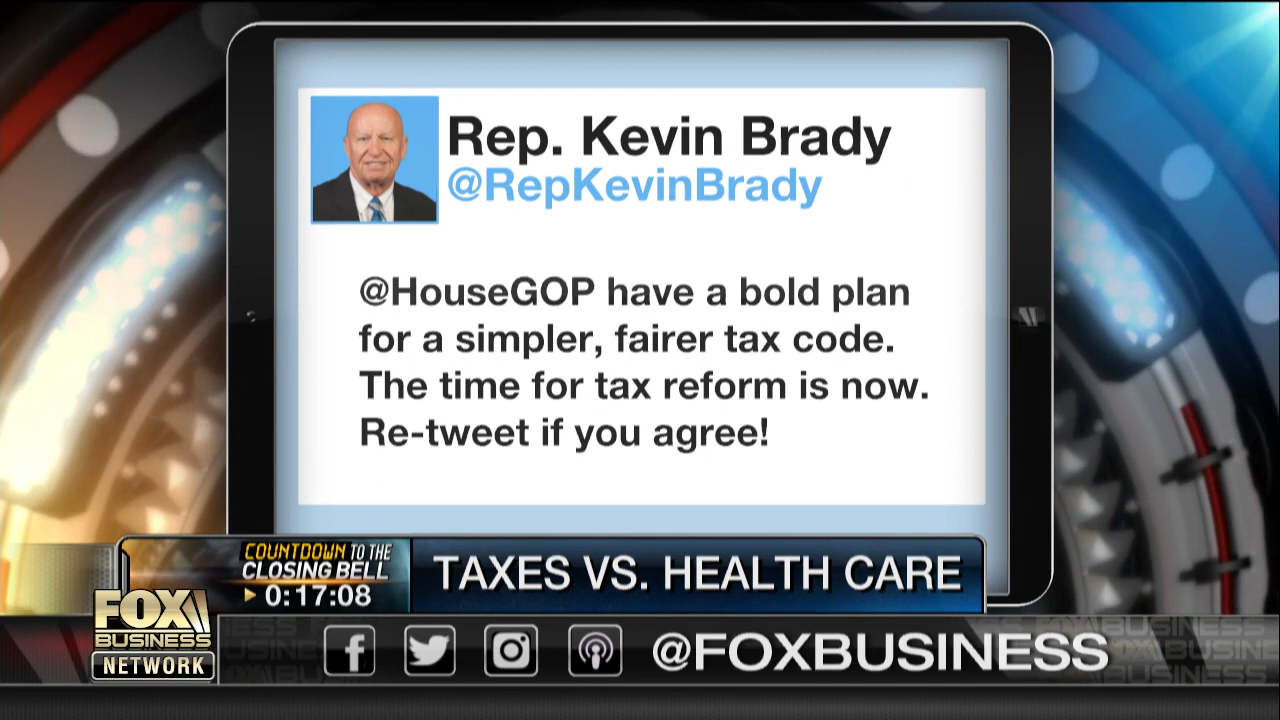 Rep. Kevin Brady
@RepKevinBrady
@HouseGOP have a bold plan
for a simpler, fairer tax code.
The time for tax reform is now.
Re-tweet if you agree!
COUNTDOWN TO THE
CLOSING BELL
0:17:08
TAXES VS. HEALTH CARE
FOX
BUSINESS
NETWORK
@FOXBUSINESS